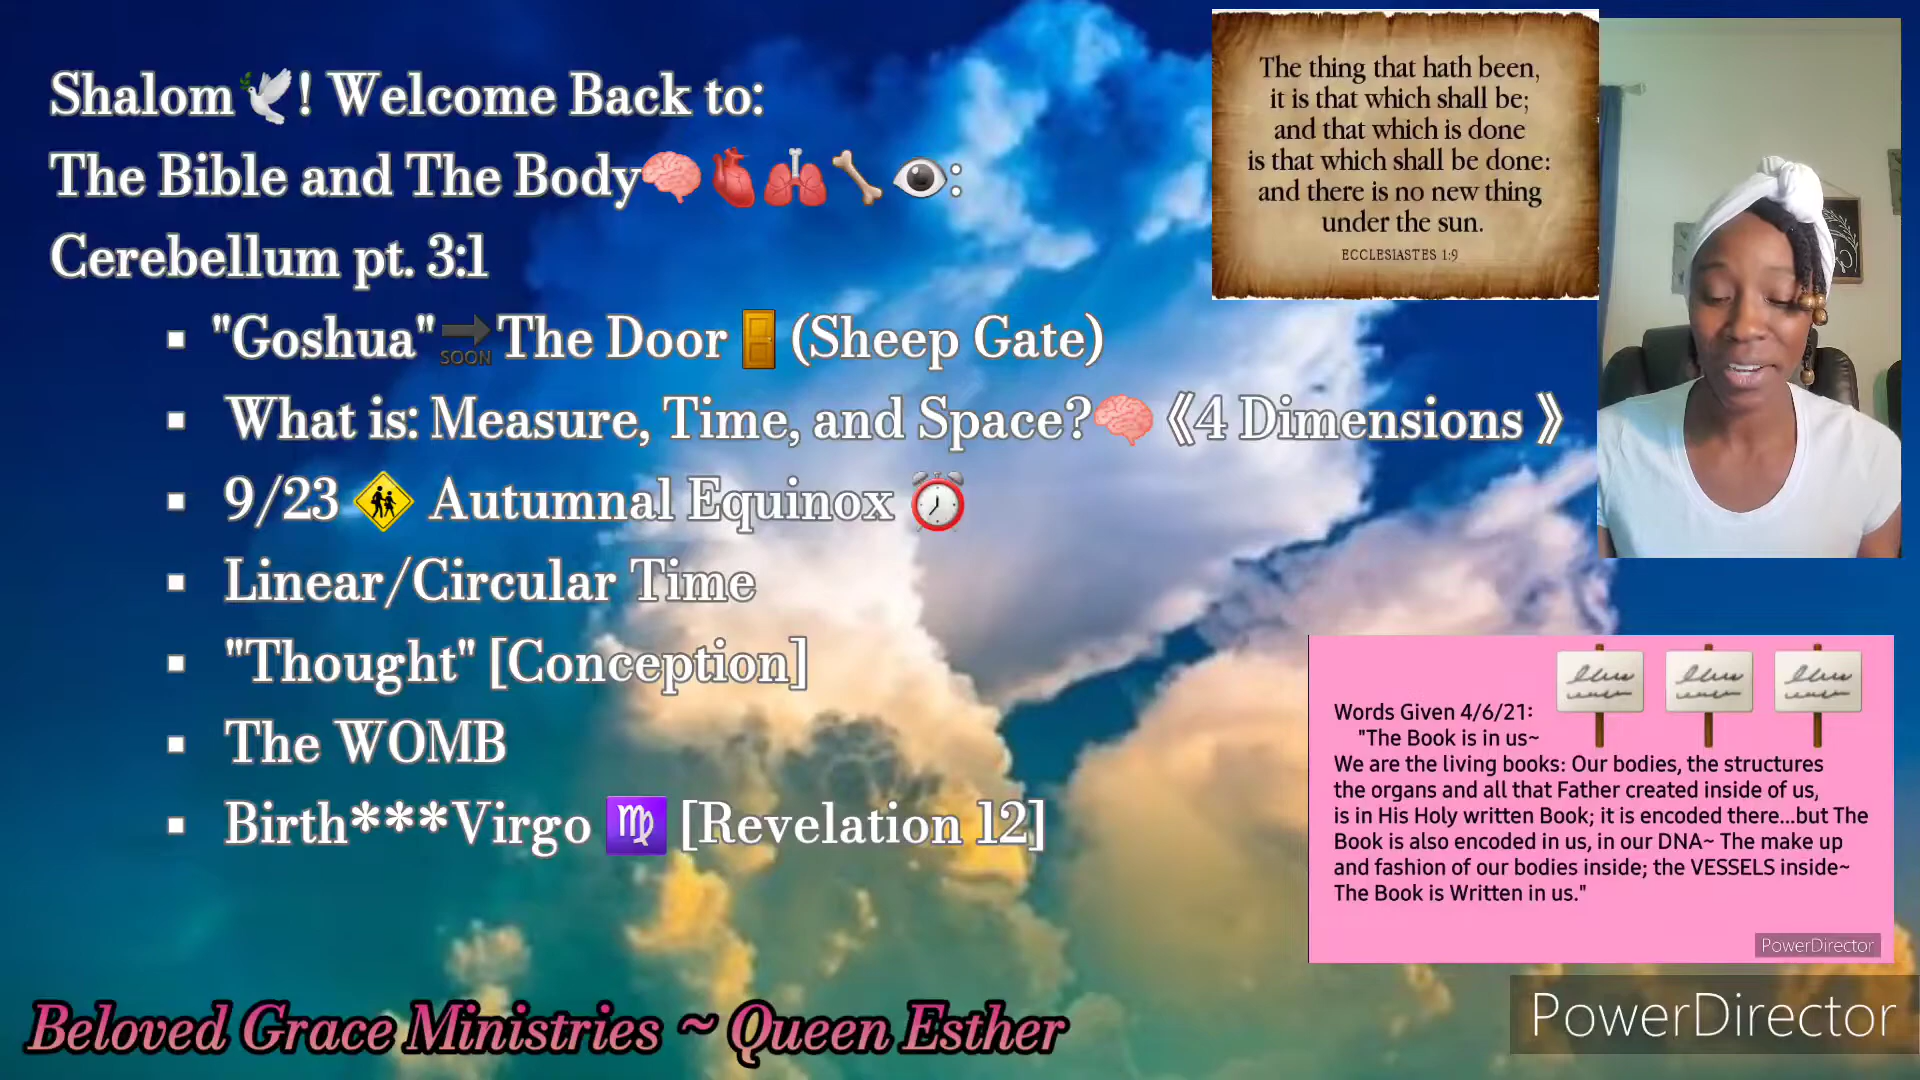 Shalom🕊! Welcome Back to:
The Bible and The Body🧠🫀🫁🦴👁:
Cerebellum pt. 3:1
▪ "Goshua"🔜The Door🚪(Sheep Gate)
▪ What is: Measure, Time, and Space?🧠《4 Dimensions 》
▪ 9/23 🚸 Autumnal Equinox ⏰
▪ Linear/Circular Time
▪ "Thought" [Conception]
▪ The WOMB
▪ Birth***Virgo ♍ [Revelation 12]
Beloved Grace Ministries ~ Queen Esther
The thing that hath been,
it is that which shall be;
and that which is done
is that which shall be done:
and there is no new thing
under the sun.
ECCLESIASTES 1:9
Words Given 4/6/21:
"The Book is in us~
We are the living books: Our bodies, the structures
the organs and all that Father created inside of us,
is in His Holy written Book; it is encoded there...but The
Book is also encoded in us, in our DNA~ The make up
and fashion of our bodies inside; the VESSELS inside~
The Book is Written in us."
PowerDirector
PowerDirector